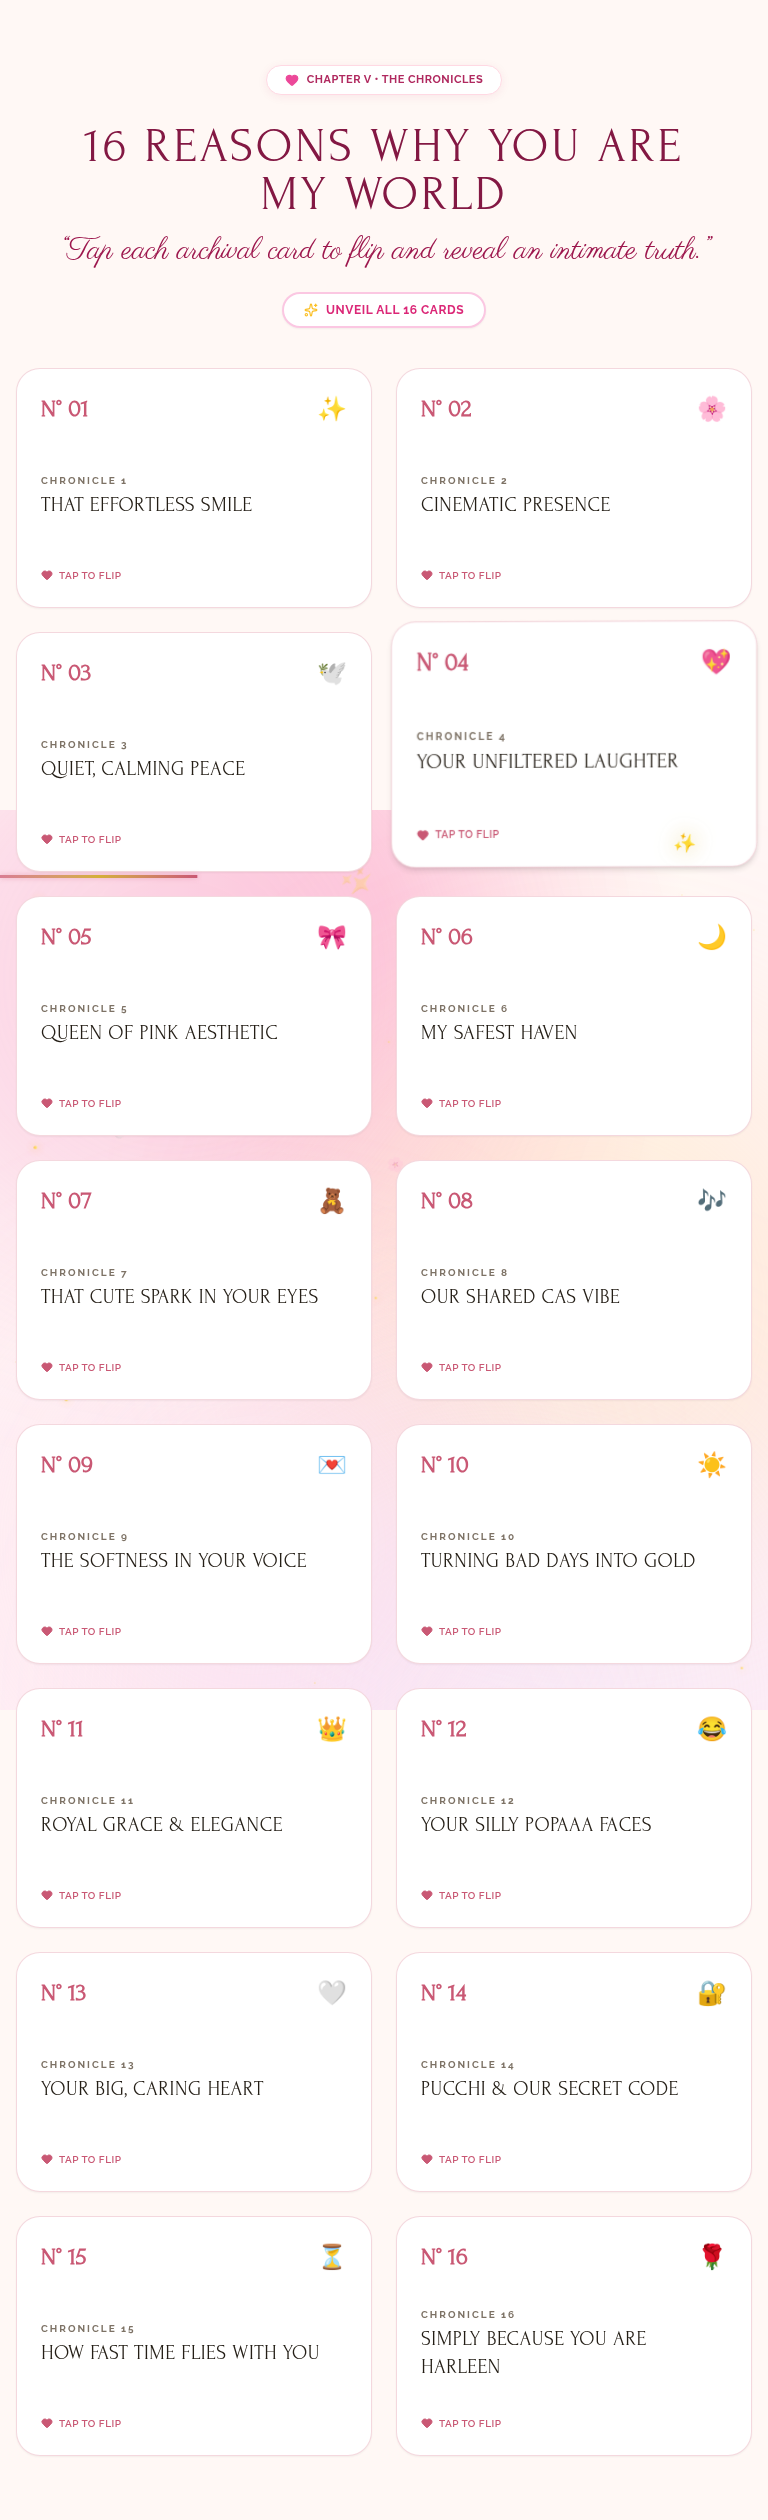 CHAPTER V • THE CHRONICLES
16 REASONS WHY YOU ARE
MY WORLD
“Tap each archival card to flip and reveal an intimate truth.”
UNVEIL ALL 16 CARDS
N° 01
CHRONICLE 1
THAT EFFORTLESS SMILE
TAP TO FLIP
N° 02
CHRONICLE 2
CINEMATIC PRESENCE
TAP TO FLIP
N° 03
CHRONICLE 3
QUIET, CALMING PEACE
TAP TO FLIP
N° 04
CHRONICLE 4
YOUR UNFILTERED LAUGHTER
TAP TO FLIP
N° 05
CHRONICLE 5
QUEEN OF PINK AESTHETIC
TAP TO FLIP
N° 06
CHRONICLE 6
MY SAFEST HAVEN
TAP TO FLIP
N° 07
CHRONICLE 7
THAT CUTE SPARK IN YOUR EYES
TAP TO FLIP
N° 08
CHRONICLE 8
OUR SHARED CAS VIBE
TAP TO FLIP
N° 09
CHRONICLE 9
THE SOFTNESS IN YOUR VOICE
TAP TO FLIP
N° 10
CHRONICLE 10
TURNING BAD DAYS INTO GOLD
TAP TO FLIP
N° 11
CHRONICLE 11
ROYAL GRACE & ELEGANCE
TAP TO FLIP
N° 12
CHRONICLE 12
YOUR SILLY POPAAA FACES
TAP TO FLIP
N° 13
CHRONICLE 13
YOUR BIG, CARING HEART
TAP TO FLIP
N° 14
CHRONICLE 14
PUCCHI & OUR SECRET CODE
TAP TO FLIP
N° 15
CHRONICLE 15
HOW FAST TIME FLIES WITH YOU
TAP TO FLIP
N° 16
CHRONICLE 16
SIMPLY BECAUSE YOU ARE
HARLEEN
TAP TO FLIP